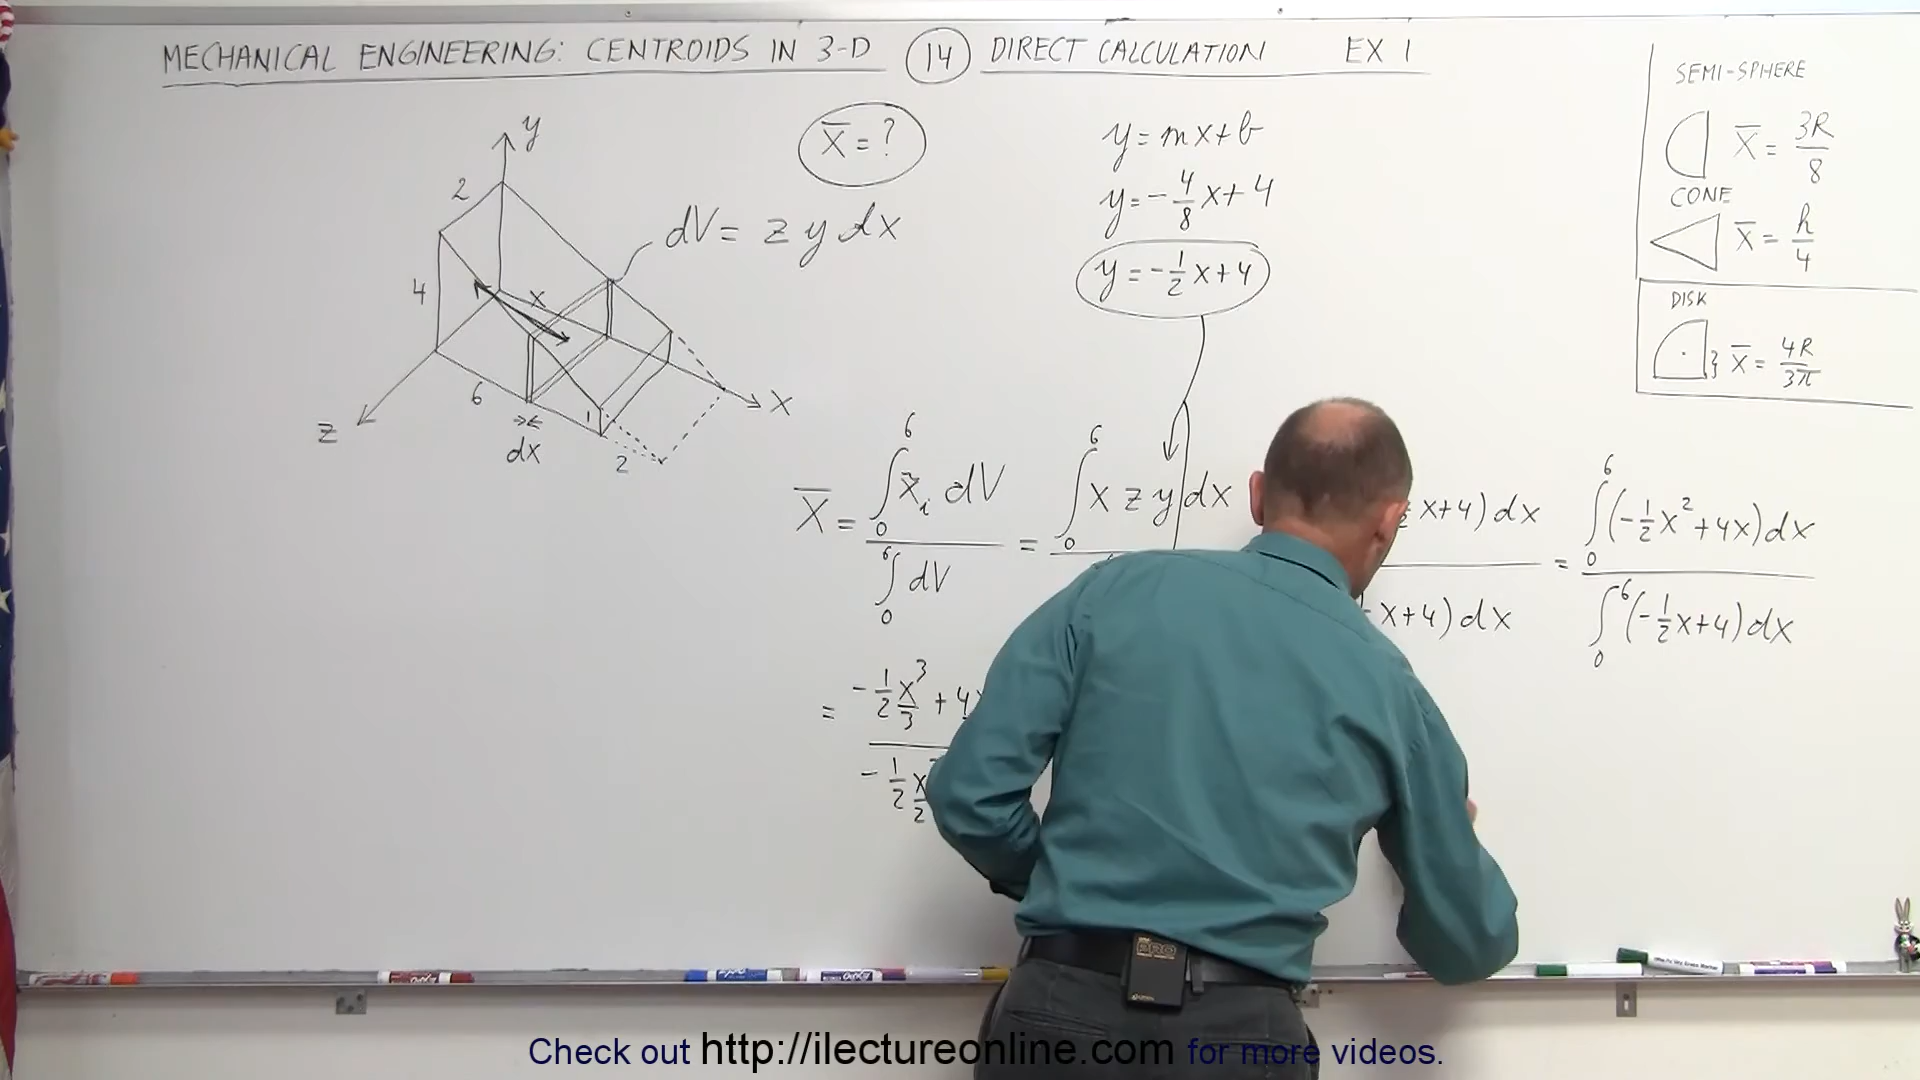 MECHANICAL ENGINEERING: CENTROIDS IN 3-D 14 DIRECT CALCULATION EX 1
y
2
4
x
6
dx
1
2
z
x
dV = z y dx
x̄ = ?
y = mx+b
y = -4/8 x+4
y = -1/2 x+4
SEMI-SPHERE
x̄ = 3R/8
CONE
x̄ = h/4
DISK
} x̄ = 4R/3π
x̄ = ∫₀⁶ x̄ᵢ dV / ∫₀⁶ dV = ∫₀⁶ x z y dx
x+4) dx
x+4) dx
= ∫₀⁶ (-1/2 x² + 4x) dx / ∫₀⁶ (-1/2 x+4) dx
= -1/2 x³/3 + 4
-1/2 x/2
Check out http://ilectureonline.com for more videos.